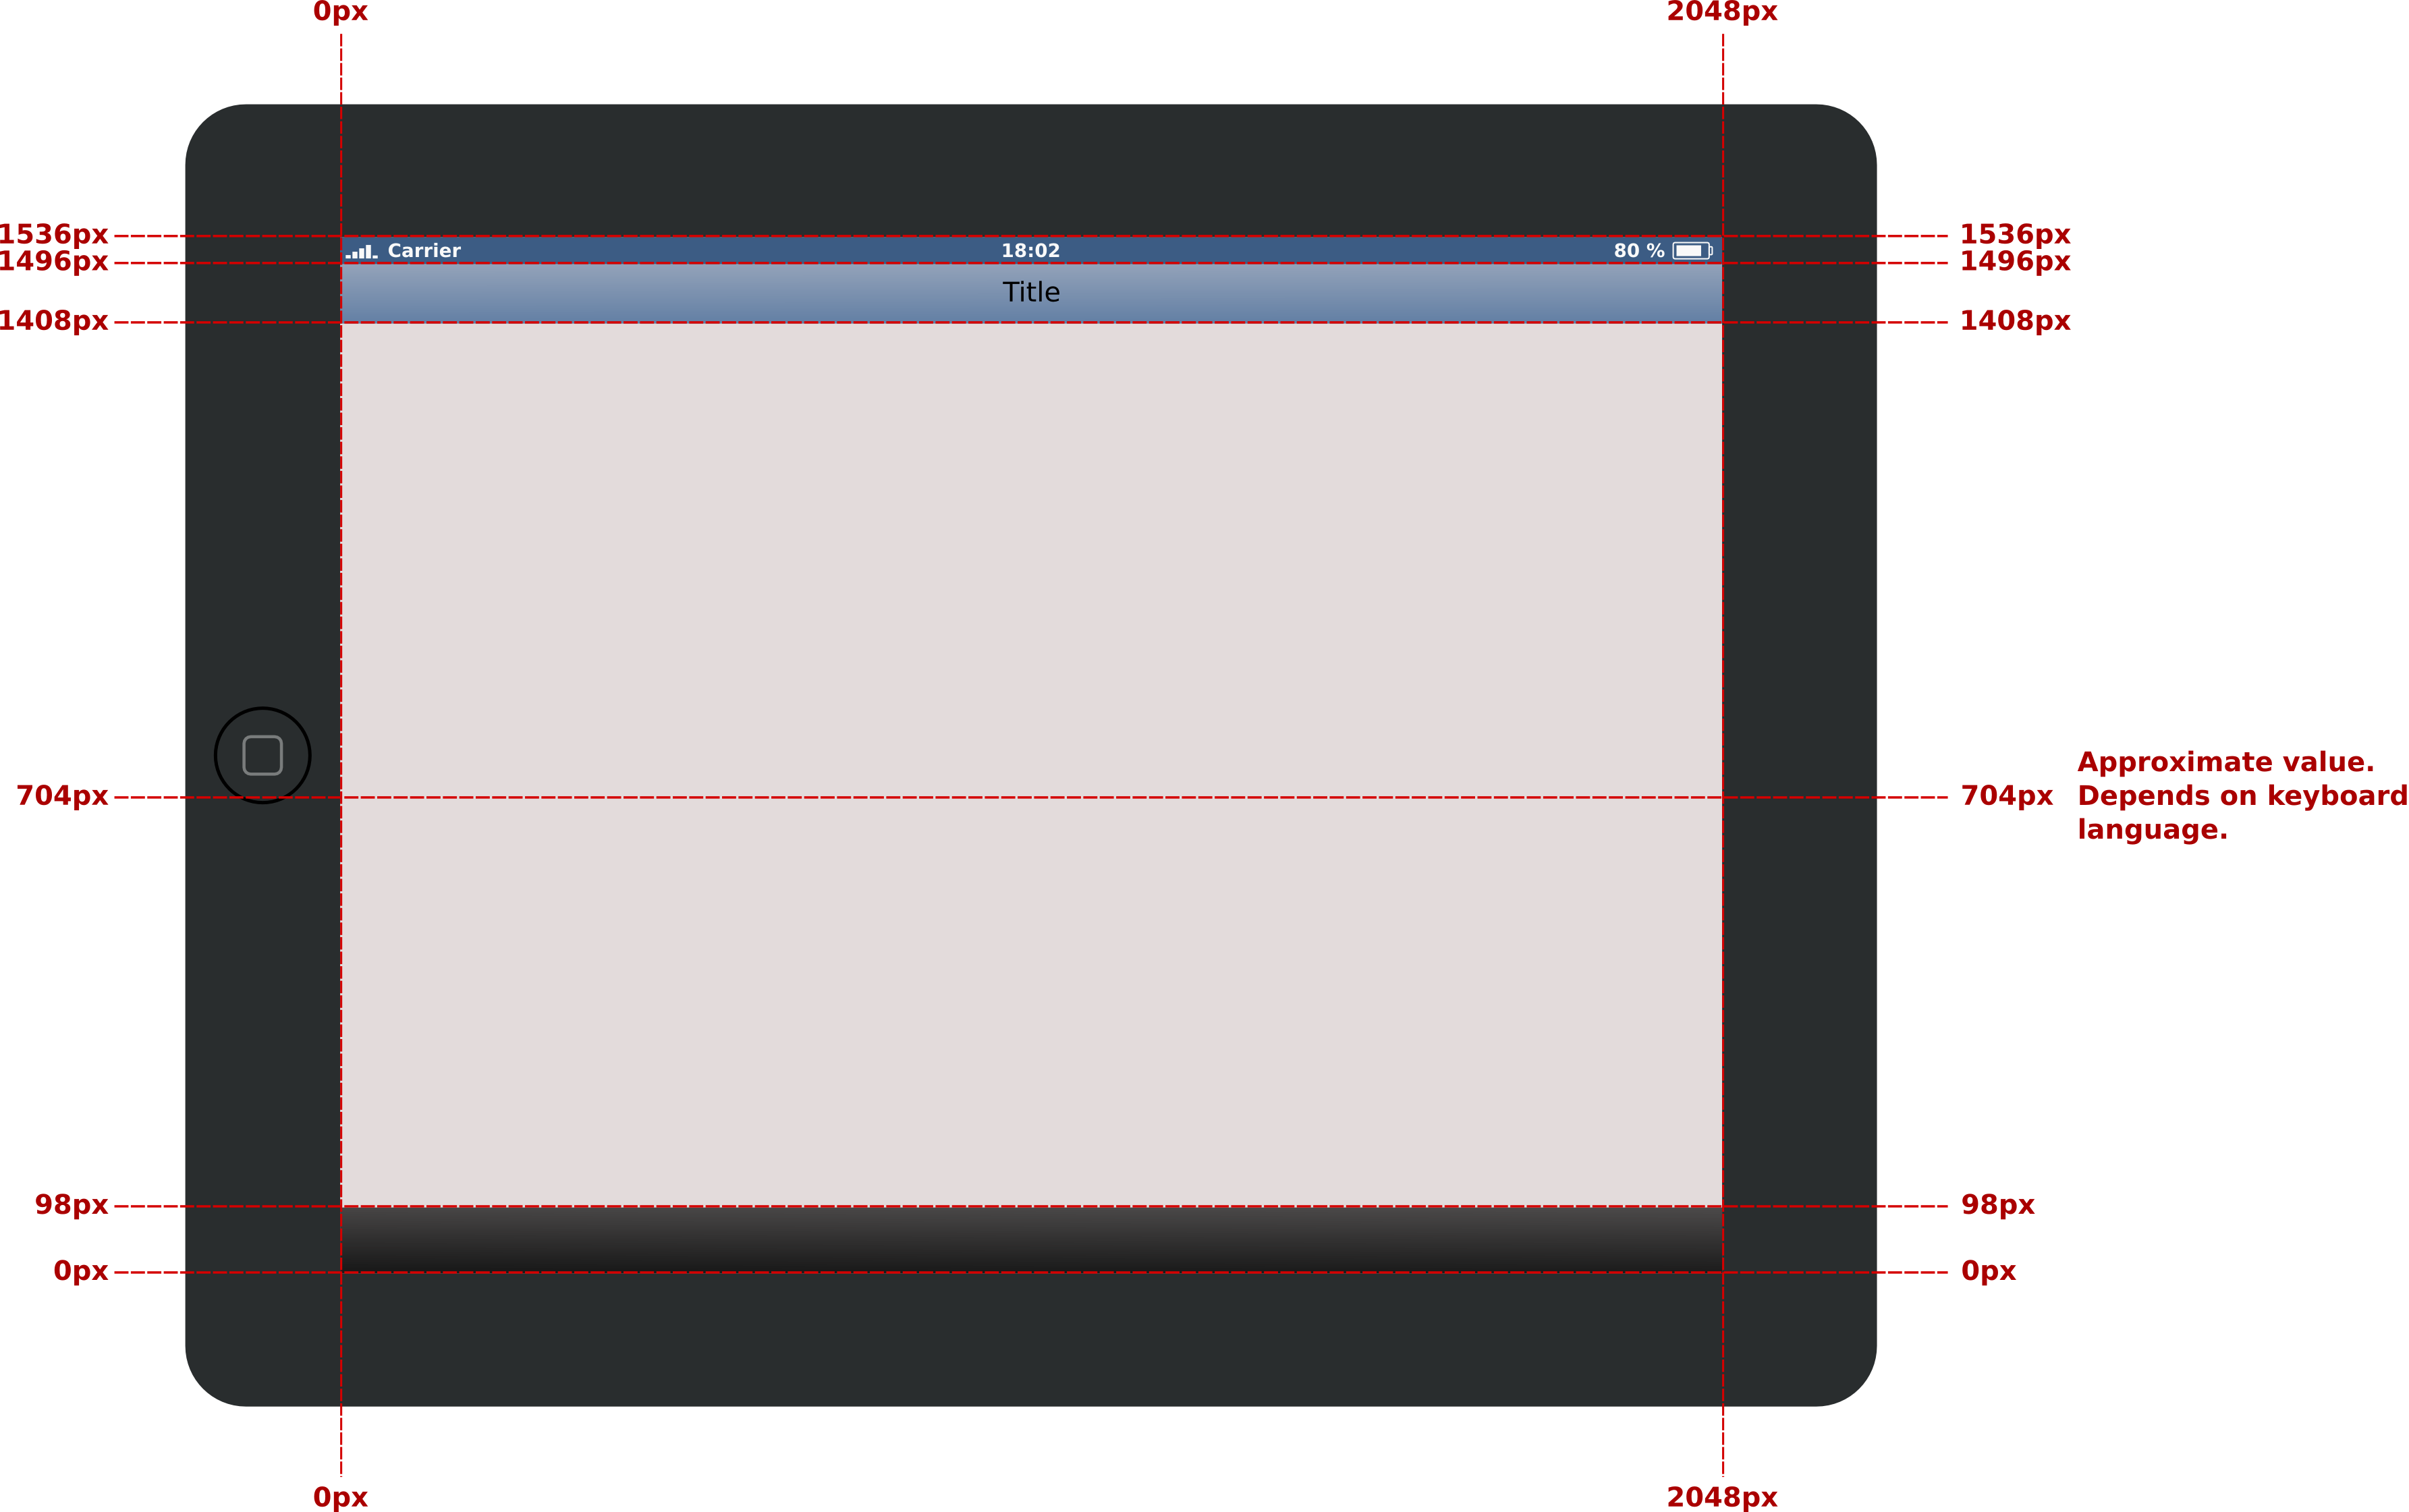 0px 2048px
1536px 1536px
Carrier 18:02 80 %
1496px 1496px
Title
1408px 1408px
Approximate value.
704px 704px Depends on keyboard
language.
98px 98px
0px 0px
0px 2048px